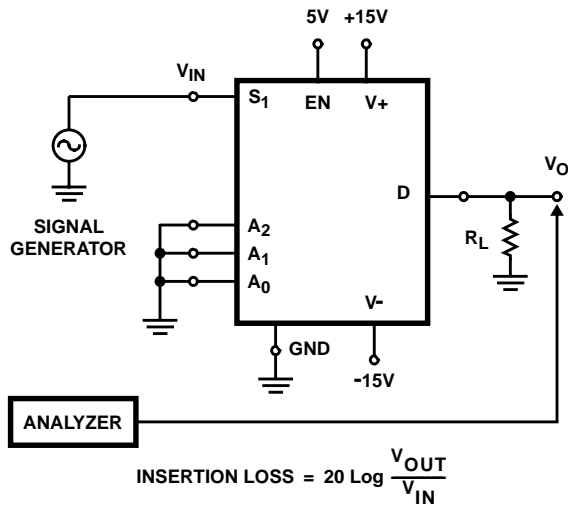 5V +15V
V_IN
S_1 EN V+
V_O
D
SIGNAL
GENERATOR
A_2
A_1
A_0
R_L
V-
GND
-15V
ANALYZER
INSERTION LOSS = 20 Log V_OUT / V_IN